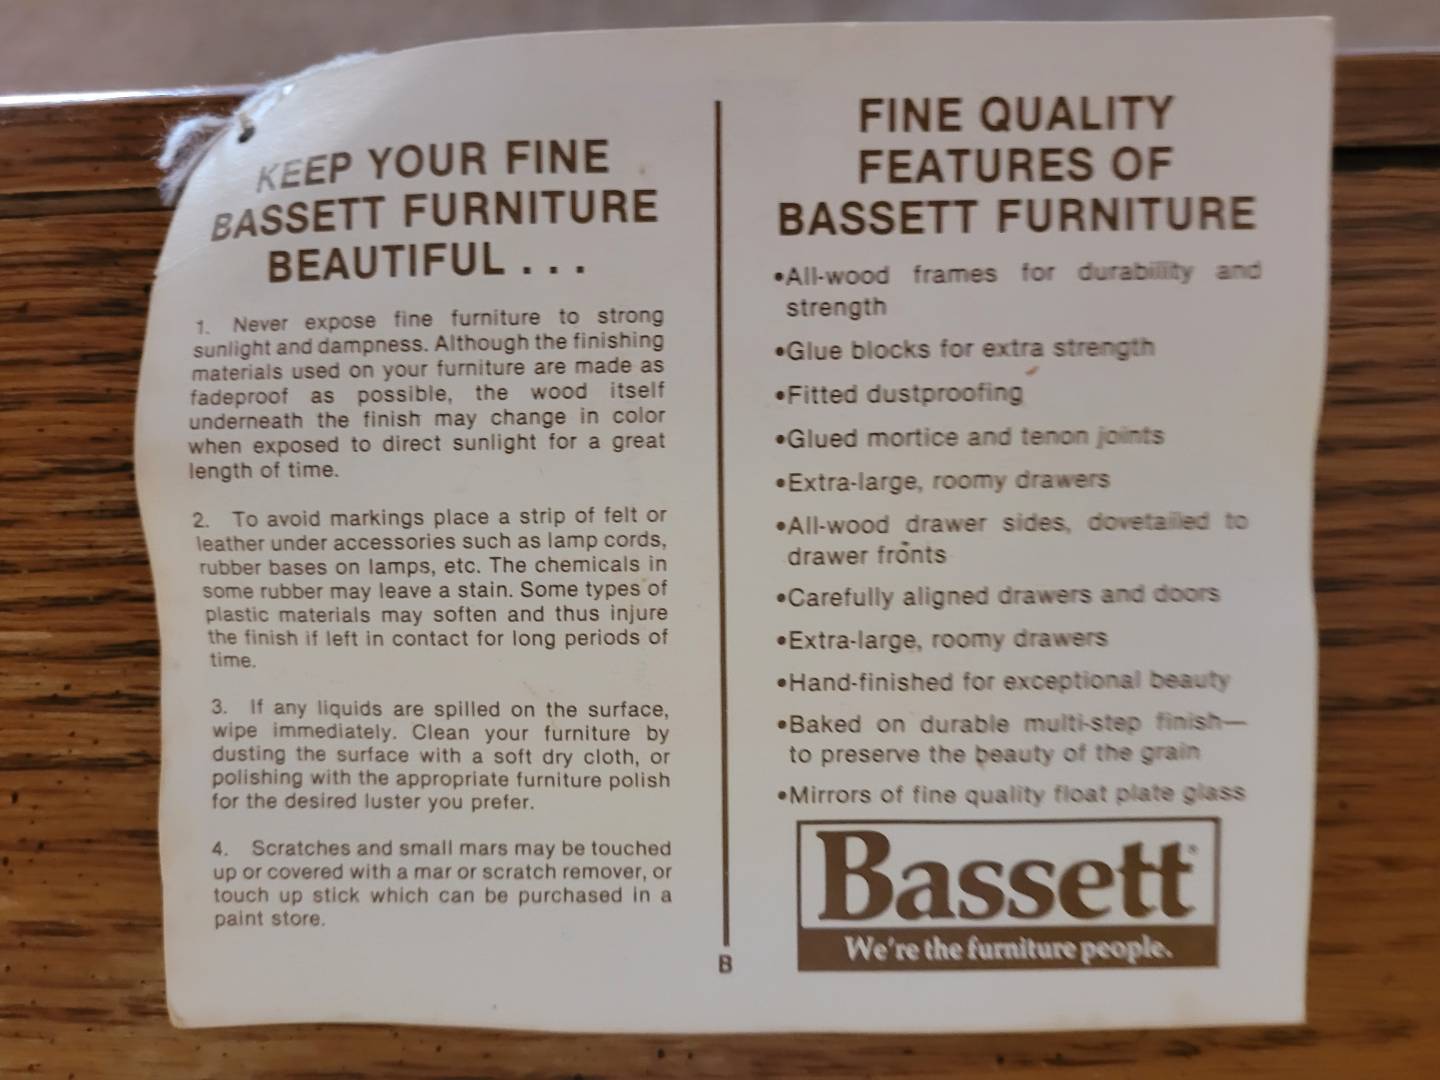 KEEP YOUR FINE
BASSETT FURNITURE
BEAUTIFUL . . .
1. Never expose fine furniture to strong
sunlight and dampness. Although the finishing
materials used on your furniture are made as
fadeproof as possible, the wood itself
underneath the finish may change in color
when exposed to direct sunlight for a great
length of time.
2. To avoid markings place a strip of felt or
leather under accessories such as lamp cords,
rubber bases on lamps, etc. The chemicals in
some rubber may leave a stain. Some types of
plastic materials may soften and thus injure
the finish if left in contact for long periods of
time.
3. If any liquids are spilled on the surface,
wipe immediately. Clean your furniture by
dusting the surface with a soft dry cloth, or
polishing with the appropriate furniture polish
for the desired luster you prefer.
4. Scratches and small mars may be touched
up or covered with a mar or scratch remover, or
touch up stick which can be purchased in a
paint store.
B
FINE QUALITY
FEATURES OF
BASSETT FURNITURE
•All-wood frames for durability and
strength
•Glue blocks for extra strength
•Fitted dustproofing
•Glued mortice and tenon joints
•Extra-large, roomy drawers
•All-wood drawer sides, dovetailed to
drawer fronts
•Carefully aligned drawers and doors
•Extra-large, roomy drawers
•Hand-finished for exceptional beauty
•Baked on durable multi-step finish—
to preserve the beauty of the grain
•Mirrors of fine quality float plate glass
Bassett®
We're the furniture people.